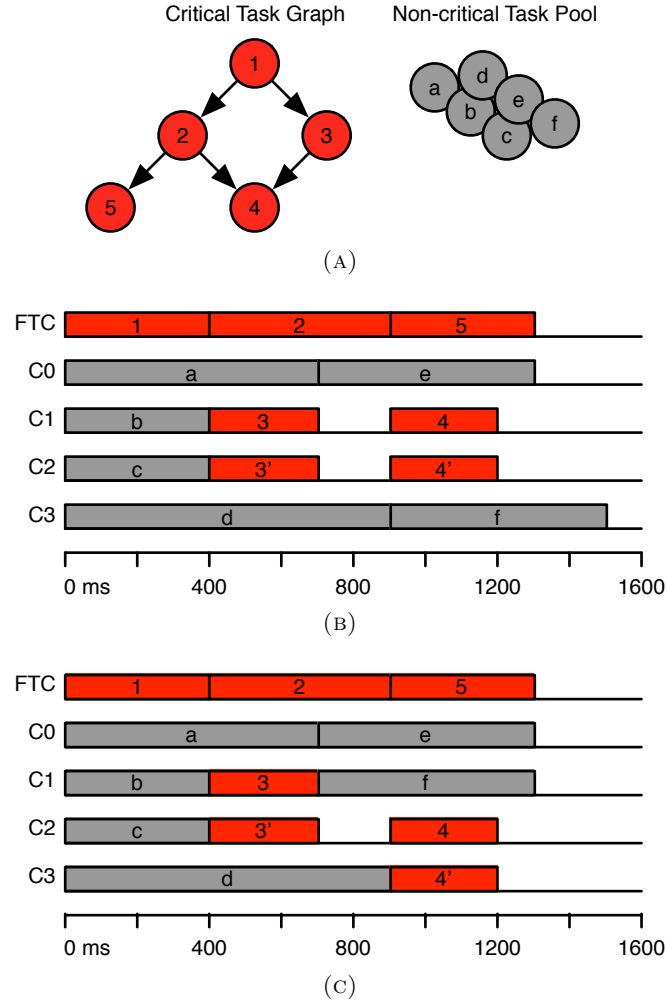 Critical Task Graph Non-critical Task Pool
1
a d
b e
2 3 c f
5 4
(A)
FTC 1 2 5
C0 a e
C1 b 3 4
C2 c 3' 4'
C3 d f
0 ms 400 800 1200 1600
(B)
FTC 1 2 5
C0 a e
C1 b 3 f
C2 c 3' 4
C3 d 4'
0 ms 400 800 1200 1600
(C)